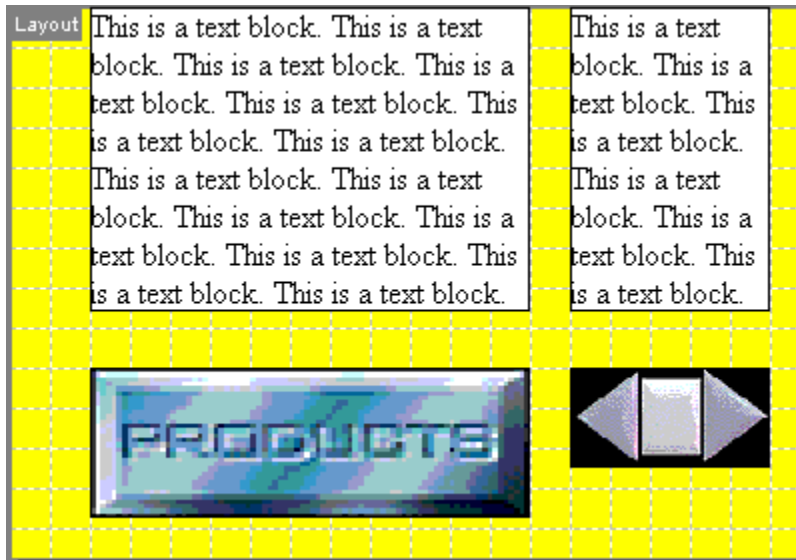 Layout
This is a text block. This is a text
block. This is a text block. This is a
text block. This is a text block. This
is a text block. This is a text block.
This is a text block. This is a text
block. This is a text block. This is a
text block. This is a text block. This
is a text block. This is a text block.
This is a text
block. This is a
text block. This
is a text block.
This is a text
block. This is a
text block. This
is a text block.
PRODUCTS